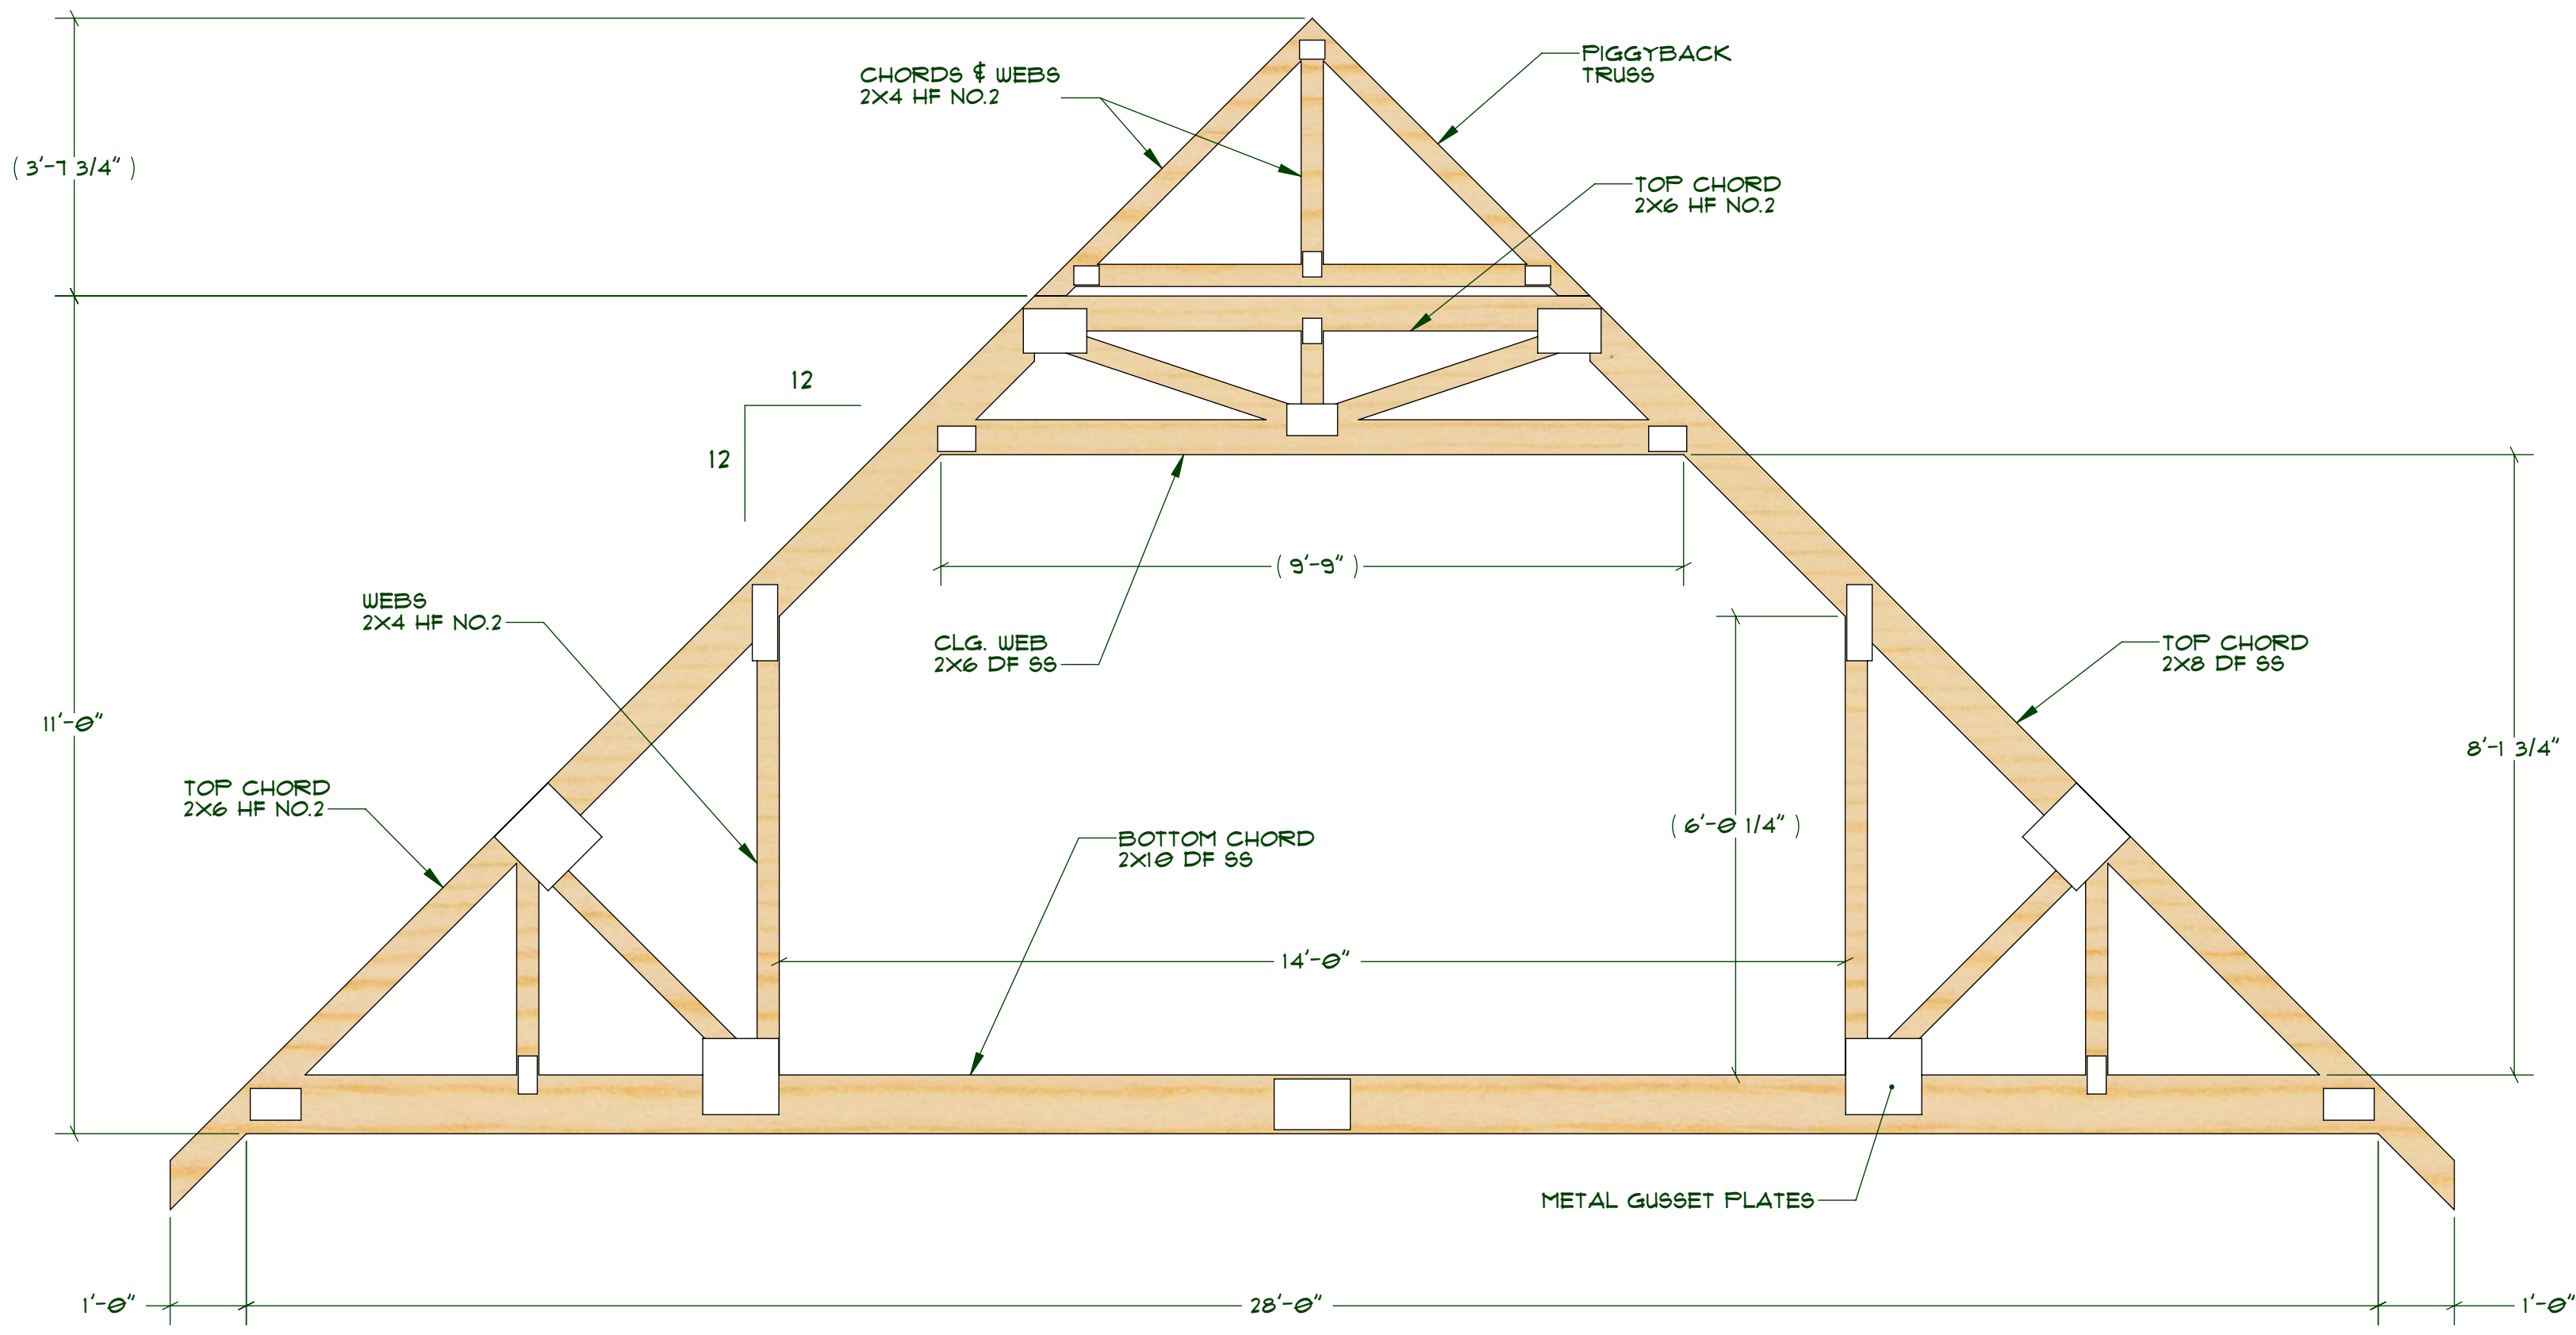 PIGGYBACK
TRUSS
CHORDS & WEBS
2X4 HF NO.2
( 3'-7 3/4" )
TOP CHORD
2X6 HF NO.2
12
12
( 9'-9" )
WEBS
2X4 HF NO.2
CLG. WEB
2X6 DF SS
TOP CHORD
2X8 DF SS
11'-0"
8'-1 3/4"
TOP CHORD
2X6 HF NO.2
( 6'-0 1/4" )
BOTTOM CHORD
2X10 DF SS
14'-0"
METAL GUSSET PLATES
1'-0"
28'-0"
1'-0"